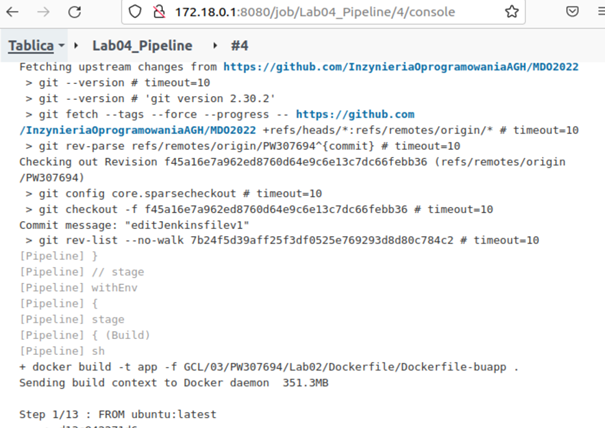 172.18.0.1:8080/job/Lab04_Pipeline/4/console
Tablica Lab04_Pipeline #4
Fetching upstream changes from https://github.com/InzynieriaOprogramowaniaAGH/MDO2022
> git --version # timeout=10
> git --version # 'git version 2.30.2'
> git fetch --tags --force --progress -- https://github.com
/InzynieriaOprogramowaniaAGH/MDO2022 +refs/heads/*:refs/remotes/origin/* # timeout=10
> git rev-parse refs/remotes/origin/PW307694^{commit} # timeout=10
Checking out Revision f45a16e7a962ed8760d64e9c6e13c7dc66febb36 (refs/remotes/origin
/PW307694)
> git config core.sparsecheckout # timeout=10
> git checkout -f f45a16e7a962ed8760d64e9c6e13c7dc66febb36 # timeout=10
Commit message: "editJenkinsfilev1"
> git rev-list --no-walk 7b24f5d39aff25f3df0525e769293d8d80c784c2 # timeout=10
[Pipeline] }
[Pipeline] // stage
[Pipeline] withEnv
[Pipeline] {
[Pipeline] stage
[Pipeline] { (Build)
[Pipeline] sh
+ docker build -t app -f GCL/03/PW307694/Lab02/Dockerfile/Dockerfile-buapp .
Sending build context to Docker daemon 351.3MB
Step 1/13 : FROM ubuntu:latest